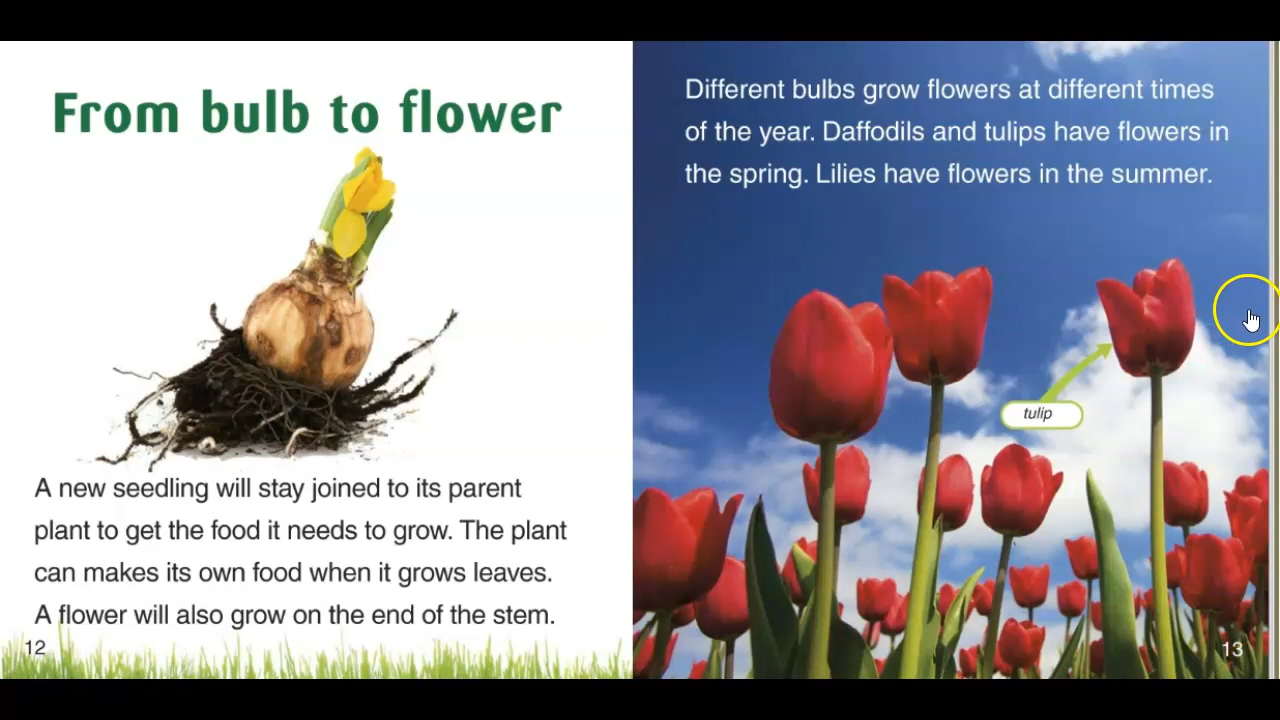 From bulb to flower
A new seedling will stay joined to its parent
plant to get the food it needs to grow. The plant
can makes its own food when it grows leaves.
A flower will also grow on the end of the stem.
12
Different bulbs grow flowers at different times
of the year. Daffodils and tulips have flowers in
the spring. Lilies have flowers in the summer.
tulip
13